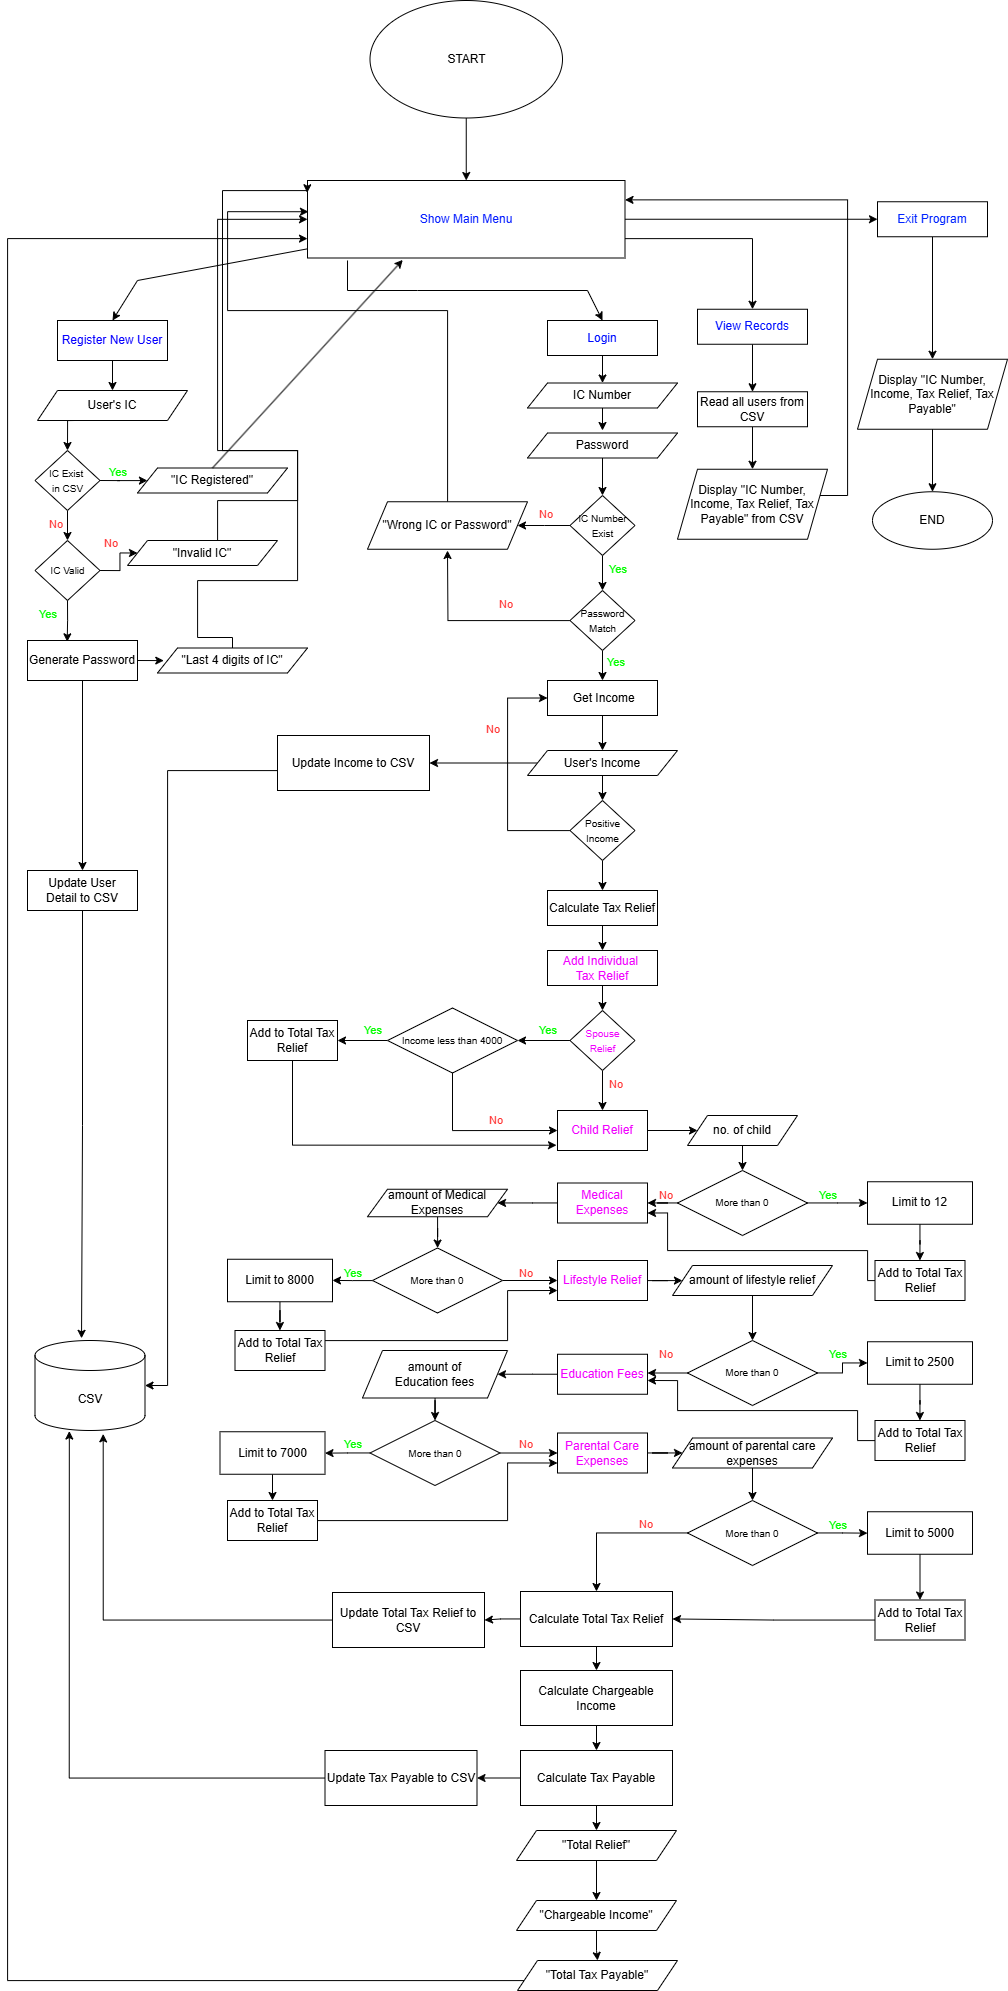 START
Show Main Menu
Exit Program
Register New User
Login
View Records
Display "IC Number,
Income, Tax Relief, Tax
Payable"
User's IC
IC Number
Read all users from
CSV
Password
IC Exist
in CSV
Yes
"IC Registered"
Display "IC Number,
Income, Tax Relief, Tax
Payable" from CSV
END
No
"Wrong IC or Password"
No
IC Number
Exist
No
"Invalid IC"
IC Valid
Yes
Yes
No
Password
Match
Generate Password
"Last 4 digits of IC"
Yes
Get Income
No
Update Income to CSV
User's Income
Positive
Income
Update User
Detail to CSV
Calculate Tax Relief
Add Individual
Tax Relief
Add to Total Tax
Relief
Yes
Income less than 4000
Yes
Spouse
Relief
No
No
Child Relief
no. of child
amount of Medical
Expenses
Medical
Expenses
No
More than 0
Yes
Limit to 12
Limit to 8000
Yes
More than 0
No
Lifestyle Relief
amount of lifestyle relief
Add to Total Tax
Relief
Add to Total Tax
Relief
CSV
amount of
Education fees
Education Fees
No
More than 0
Yes
Limit to 2500
Limit to 7000
Yes
More than 0
No
Parental Care
Expenses
amount of parental care
expenses
Add to Total Tax
Relief
Add to Total Tax
Relief
No
More than 0
Yes
Limit to 5000
Update Total Tax Relief to
CSV
Calculate Total Tax Relief
Add to Total Tax
Relief
Calculate Chargeable
Income
Update Tax Payable to CSV
Calculate Tax Payable
"Total Relief"
"Chargeable Income"
"Total Tax Payable"